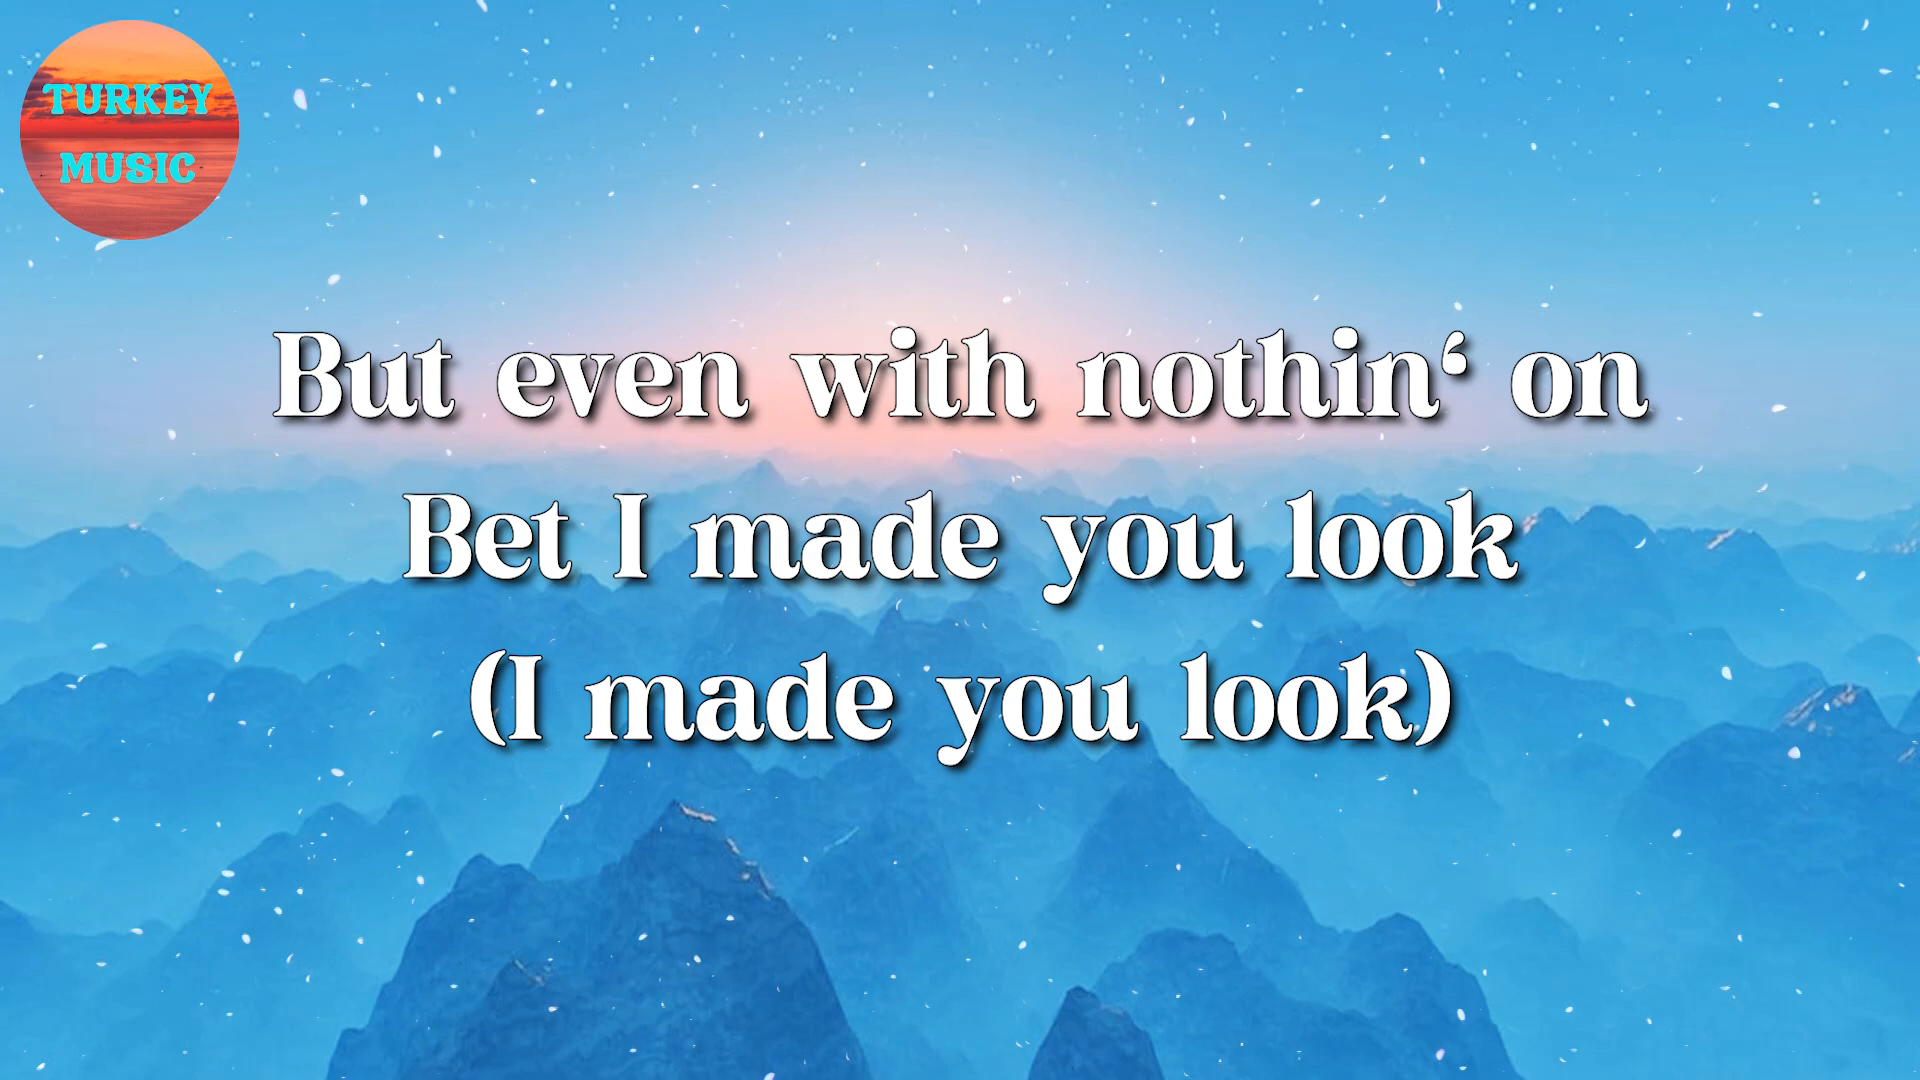 TURKEY
MUSIC
But even with nothin‘ on
Bet I made you look
(I made you look)